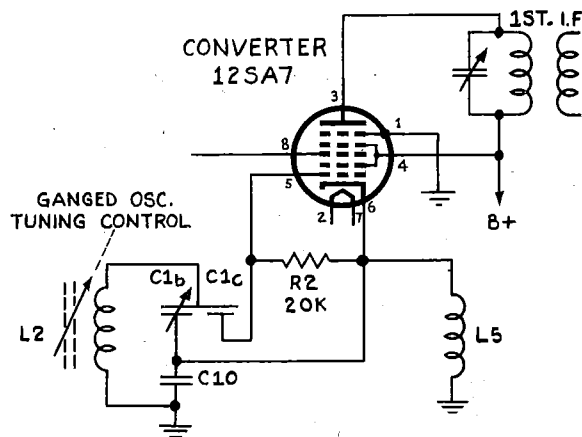 1ST. I.F
CONVERTER
12SA7
3
1
8
4
5
6
2
7
B+
GANGED OSC.
TUNING CONTROL
C1b
C1c
R2
20K
L2
L5
C10